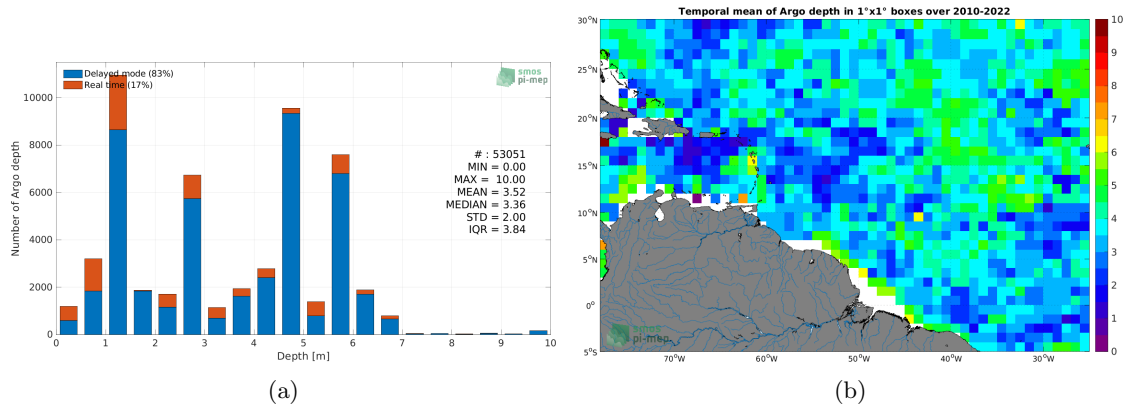 Delayed mode (83%)
Real time (17%)
smos
pi-mep
Number of Argo depth
10000
8000
6000
4000
2000
0
# : 53051
MIN = 0.00
MAX = 10.00
MEAN = 3.52
MEDIAN = 3.36
STD = 2.00
IQR = 3.84
0 1 2 3 4 5 6 7 8 9 10
Depth [m]
(a)
Temporal mean of Argo depth in 1°x1° boxes over 2010-2022
30°N
25°N
20°N
15°N
10°N
5°N
0°
5°S
70°W 60°W 50°W 40°W 30°W
smos
pi-mep
10
9
8
7
6
5
4
3
2
1
0
(b)